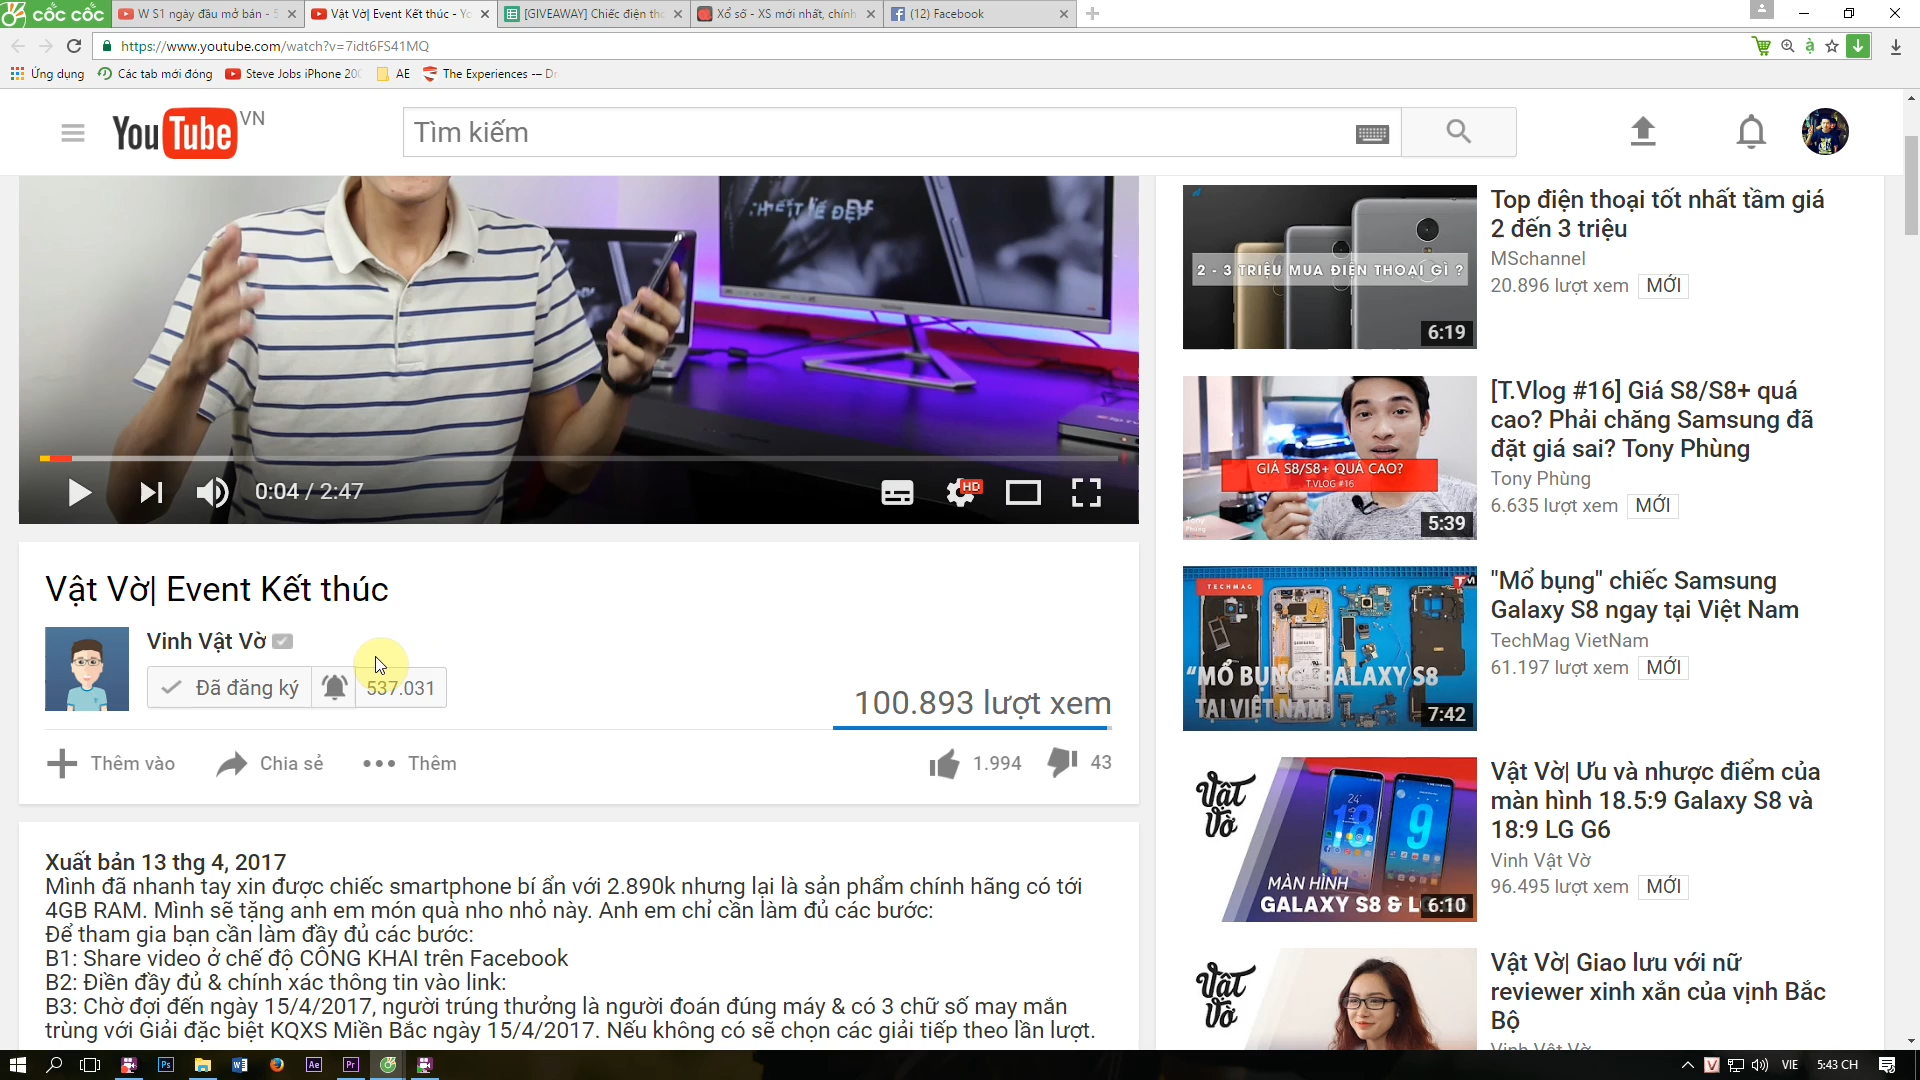 cốc cốc
W S1 ngày đầu mở bán - S
Vật Vờ| Event Kết thúc - Yo
[GIVEAWAY] Chiếc điện tho
Xổ số - XS mới nhất, chính
(12) Facebook
https://www.youtube.com/watch?v=7idt6FS41MQ
Ứng dụng
Các tab mới đóng
Steve Jobs iPhone 200
AE
The Experiences --- Dr
YouTube VN
Tìm kiếm
THIẾT KẾ ĐẸP
0:04 / 2:47
HD
Vật Vờ| Event Kết thúc
Vinh Vật Vờ
Đã đăng ký
537.031
100.893 lượt xem
Thêm vào
Chia sẻ
Thêm
1.994
43
Xuất bản 13 thg 4, 2017
Mình đã nhanh tay xin được chiếc smartphone bí ẩn với 2.890k nhưng lại là sản phẩm chính hãng có tới
4GB RAM. Mình sẽ tặng anh em món quà nho nhỏ này. Anh em chỉ cần làm đủ các bước:
Để tham gia bạn cần làm đầy đủ các bước:
B1: Share video ở chế độ CÔNG KHAI trên Facebook
B2: Điền đầy đủ & chính xác thông tin vào link:
B3: Chờ đợi đến ngày 15/4/2017, người trúng thưởng là người đoán đúng máy & có 3 chữ số may mắn
trùng với Giải đặc biệt KQXS Miền Bắc ngày 15/4/2017. Nếu không có sẽ chọn các giải tiếp theo lần lượt.
2 - 3 TRIỆU MUA ĐIỆN THOẠI GÌ ?
6:19
Top điện thoại tốt nhất tầm giá
2 đến 3 triệu
MSchannel
20.896 lượt xem
MỚI
GIÁ S8/S8+ QUÁ CAO?
T.VLOG #16
Tony
Phùng
5:39
[T.Vlog #16] Giá S8/S8+ quá
cao? Phải chăng Samsung đã
đặt giá sai? Tony Phùng
Tony Phùng
6.635 lượt xem
MỚI
TECHMAG
TM
"MỔ BỤNG" GALAXY S8
TẠI VIỆT NAM
7:42
"Mổ bụng" chiếc Samsung
Galaxy S8 ngay tại Việt Nam
TechMag VietNam
61.197 lượt xem
MỚI
Vật
Vờ
18 9
MÀN HÌNH
GALAXY S8 & L
6:10
Vật Vờ| Ưu và nhược điểm của
màn hình 18.5:9 Galaxy S8 và
18:9 LG G6
Vinh Vật Vờ
96.495 lượt xem
MỚI
Vật
Vờ
Vật Vờ| Giao lưu với nữ
reviewer xinh xắn của vịnh Bắc
Bộ
Vinh Vật Vờ
Ps
Ae
Pr
V
VIE
5:43 CH